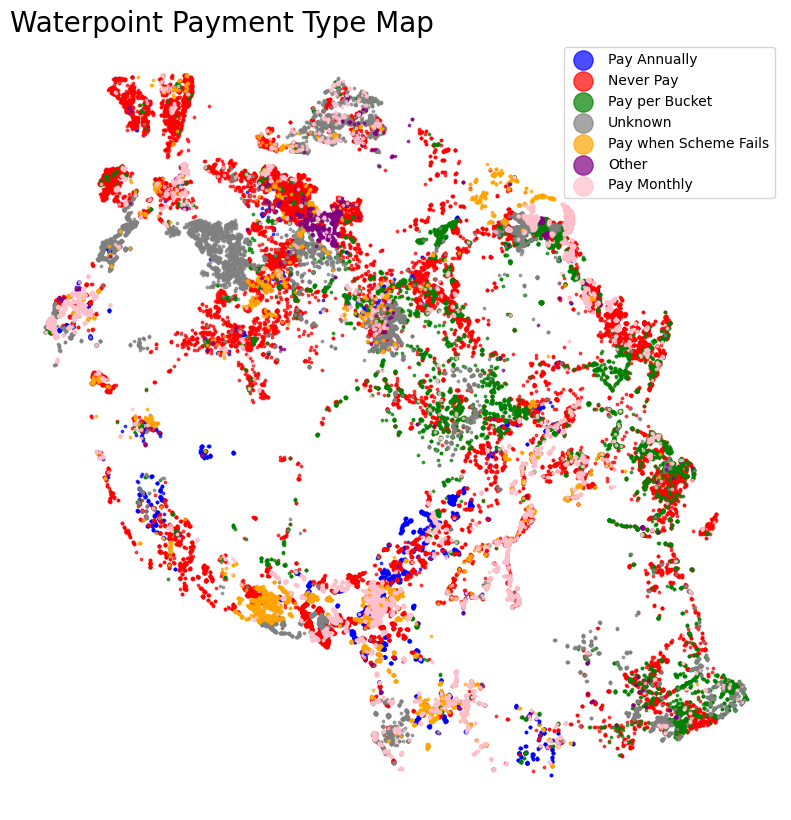 Waterpoint Payment Type Map
Pay Annually
Never Pay
Pay per Bucket
Unknown
Pay when Scheme Fails
Other
Pay Monthly